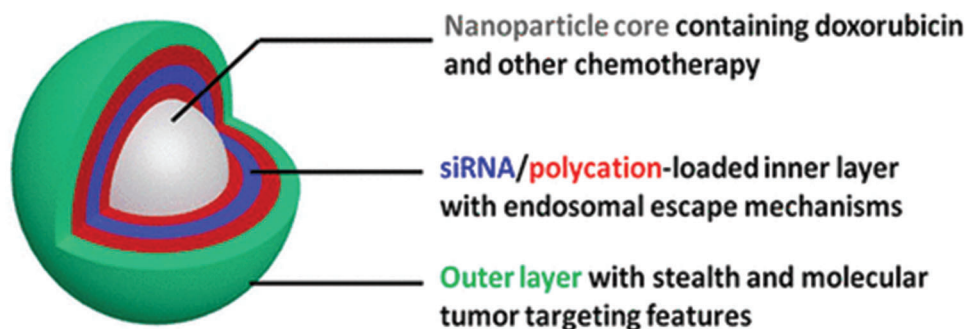 Nanoparticle core containing doxorubicin
and other chemotherapy
siRNA/polycation-loaded inner layer
with endosomal escape mechanisms
Outer layer with stealth and molecular
tumor targeting features